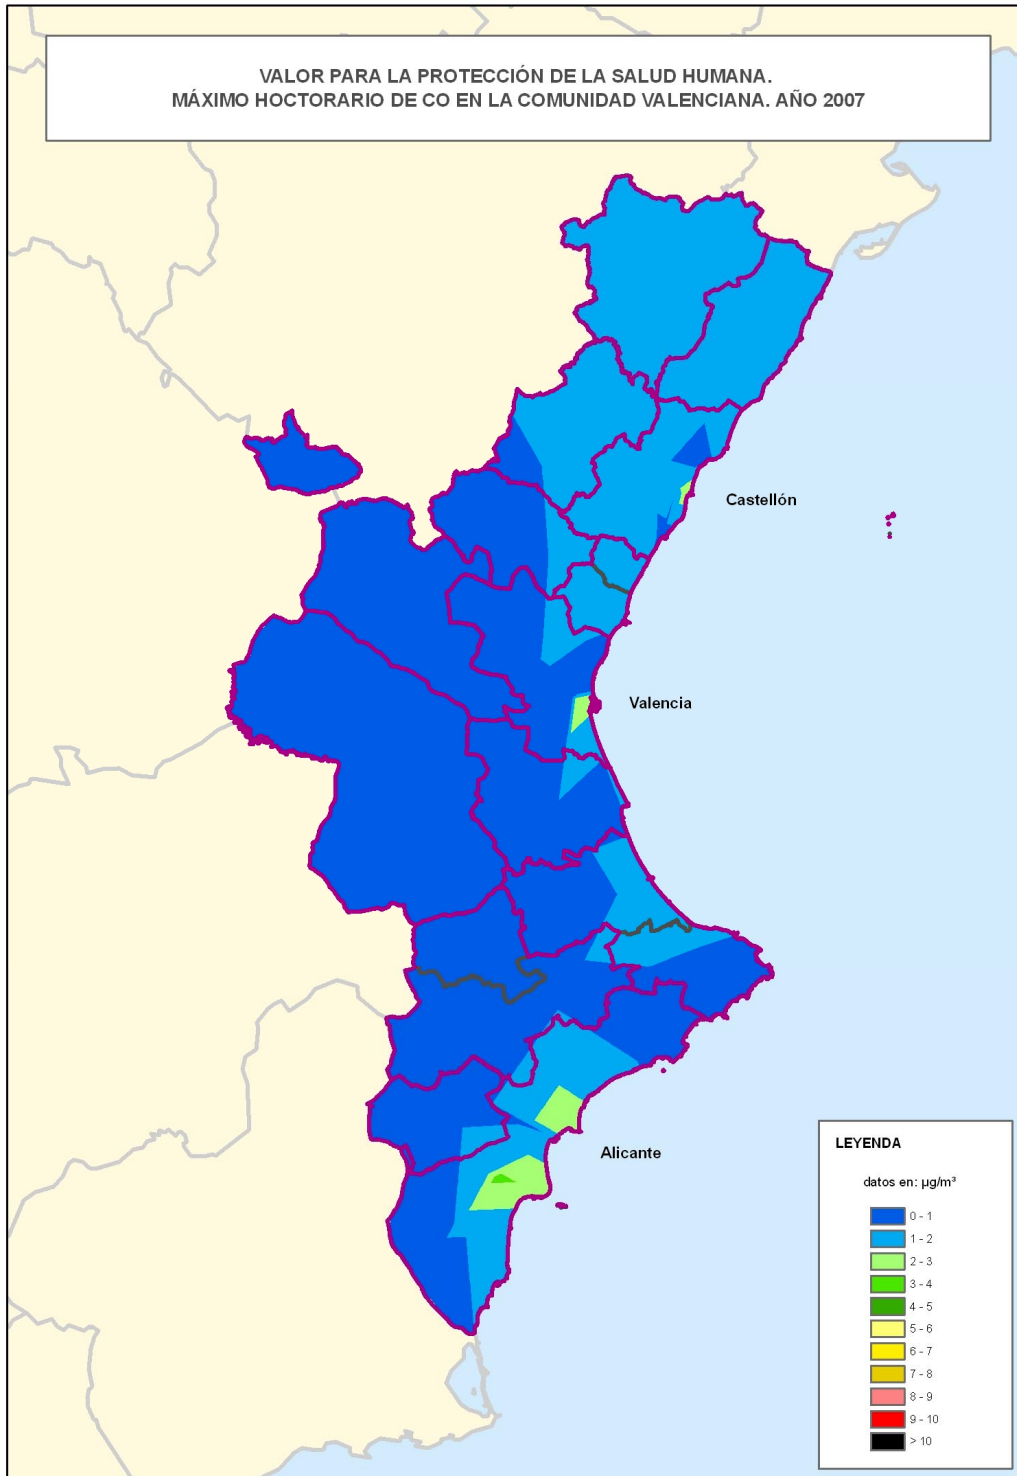 VALOR PARA LA PROTECCIÓN DE LA SALUD HUMANA.
MÁXIMO HOCTORARIO DE CO EN LA COMUNIDAD VALENCIANA. AÑO 2007
Castellón
Valencia
Alicante
LEYENDA
datos en: µg/m³
0 - 1
1 - 2
2 - 3
3 - 4
4 - 5
5 - 6
6 - 7
7 - 8
8 - 9
9 - 10
> 10